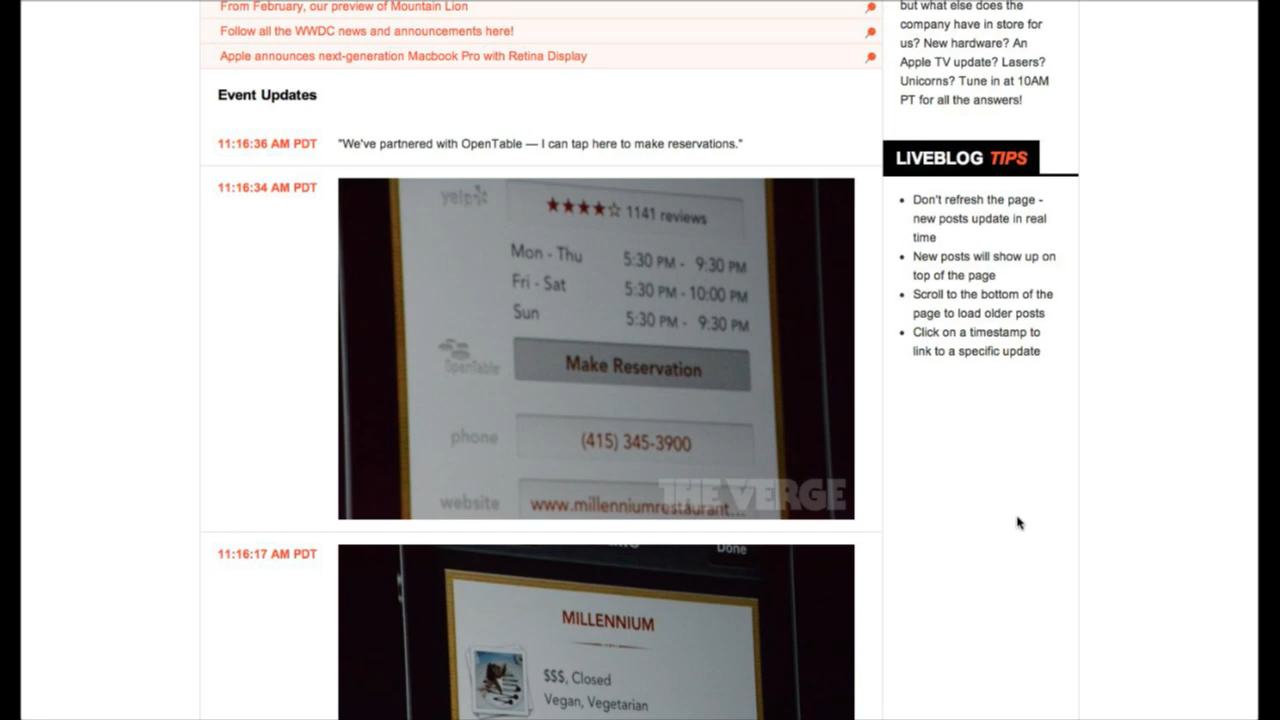 From February, our preview of Mountain Lion
Follow all the WWDC news and announcements here!
Apple announces next-generation Macbook Pro with Retina Display
Event Updates
11:16:36 AM PDT
"We've partnered with OpenTable — I can tap here to make reservations."
11:16:34 AM PDT
yelp
★★★★☆ 1141 reviews
Mon - Thu 5:30 PM - 9:30 PM
Fri - Sat 5:30 PM - 10:00 PM
Sun 5:30 PM - 9:30 PM
OpenTable
Make Reservation
phone (415) 345-3900
website www.millenniumrestaurant...
THE VERGE
11:16:17 AM PDT
Done
MILLENNIUM
$$$, Closed
Vegan, Vegetarian
but what else does the
company have in store for
us? New hardware? An
Apple TV update? Lasers?
Unicorns? Tune in at 10AM
PT for all the answers!
LIVEBLOG TIPS
• Don't refresh the page -
new posts update in real
time
• New posts will show up on
top of the page
• Scroll to the bottom of the
page to load older posts
• Click on a timestamp to
link to a specific update